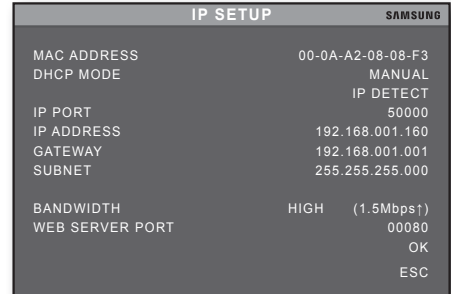 IP SETUP SAMSUNG
MAC ADDRESS 00-0A-A2-08-08-F3
DHCP MODE MANUAL
IP DETECT
IP PORT 50000
IP ADDRESS 192.168.001.160
GATEWAY 192.168.001.001
SUBNET 255.255.255.000
BANDWIDTH HIGH (1.5Mbps↑)
WEB SERVER PORT 00080
OK
ESC